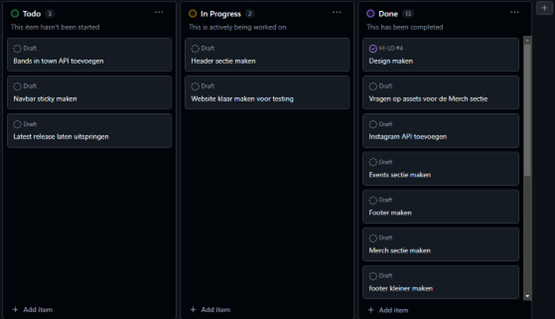 Todo 3
This item hasn't been started
Draft
Bands in town API toevoegen
Draft
Navbar sticky maken
Draft
Latest release laten uitspringen
+ Add item
In Progress 2
This is actively being worked on
Draft
Header sectie maken
Draft
Website klaar maken voor testing
+ Add item
Done 13
This has been completed
HI-LO #4
Design maken
Draft
Vragen op assets voor de Merch sectie
Draft
Instagram API toevoegen
Draft
Events sectie maken
Draft
Footer maken
Draft
Merch sectie maken
Draft
footer kleiner maken
+ Add item